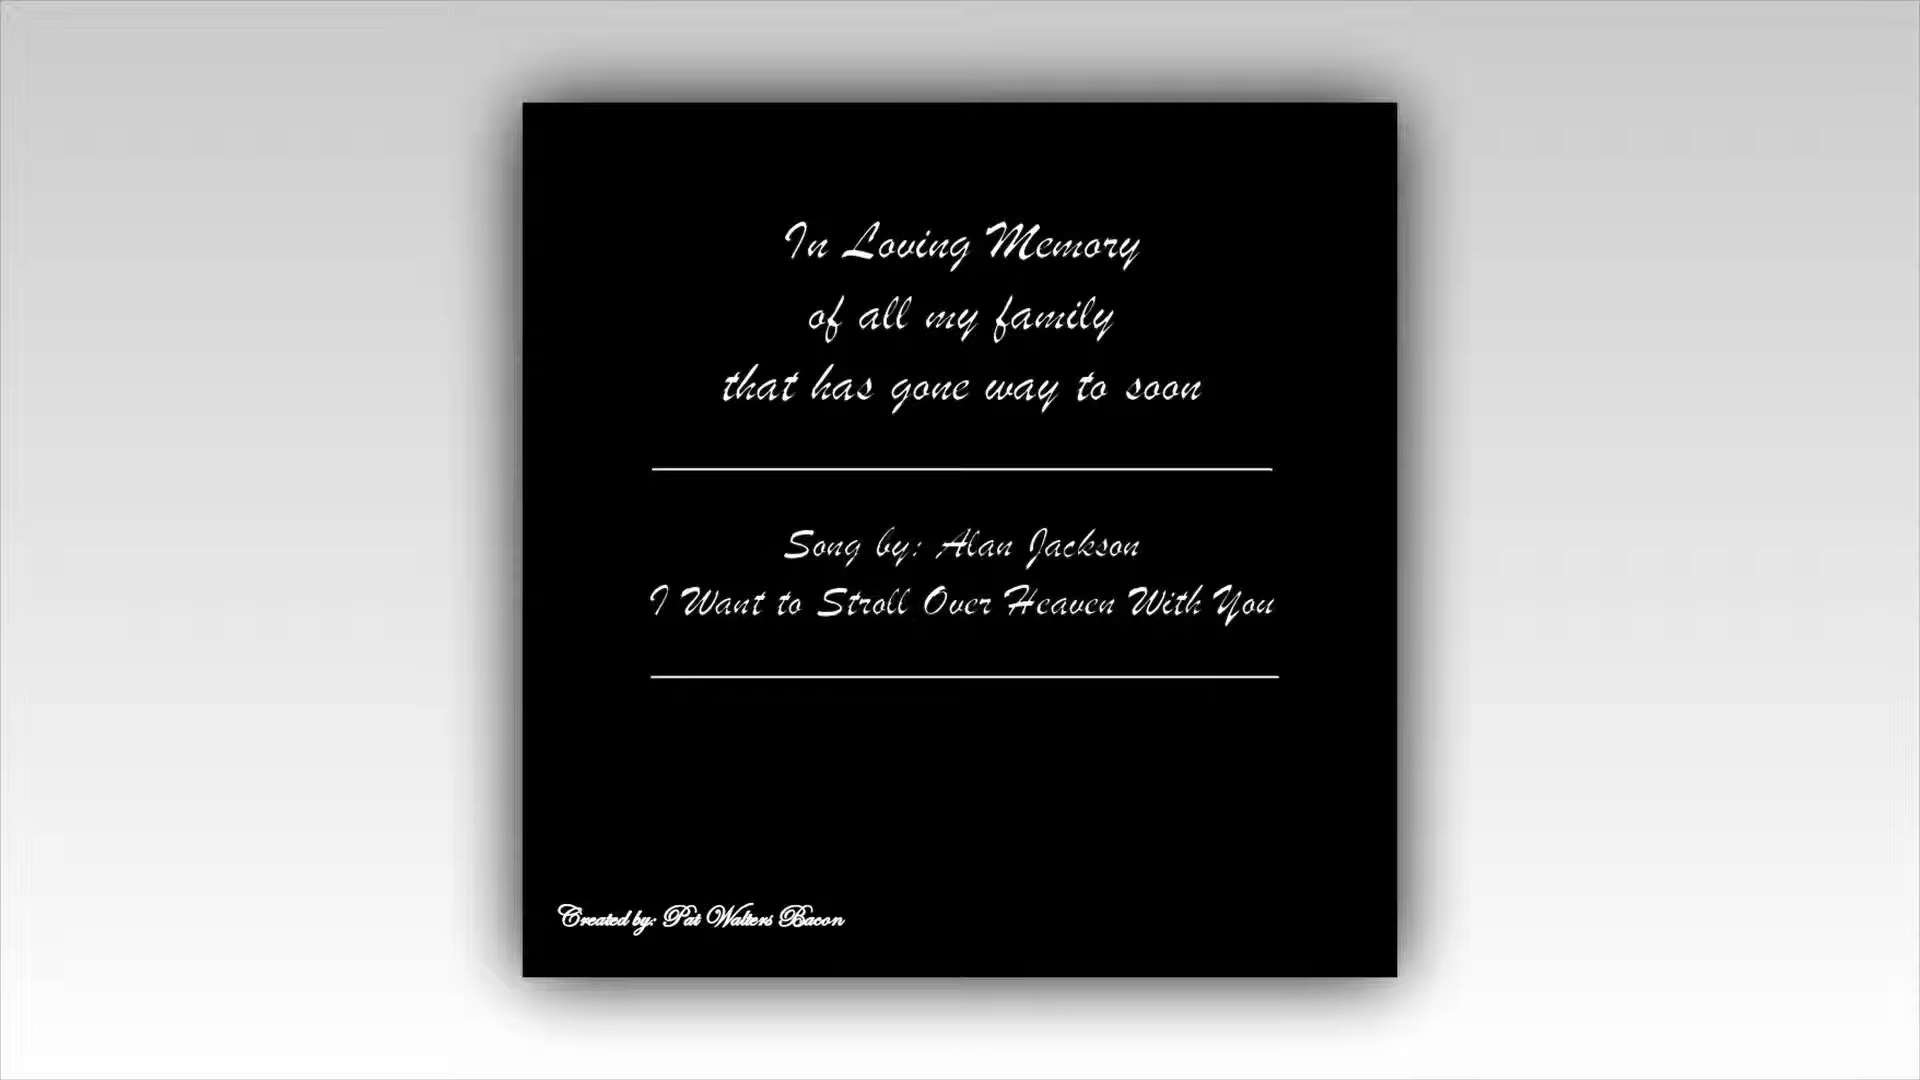 In Loving Memory
of all my family
that has gone way to soon
Song by: Alan Jackson
I Want to Stroll Over Heaven With You
Created by: Pat Walters Bacon